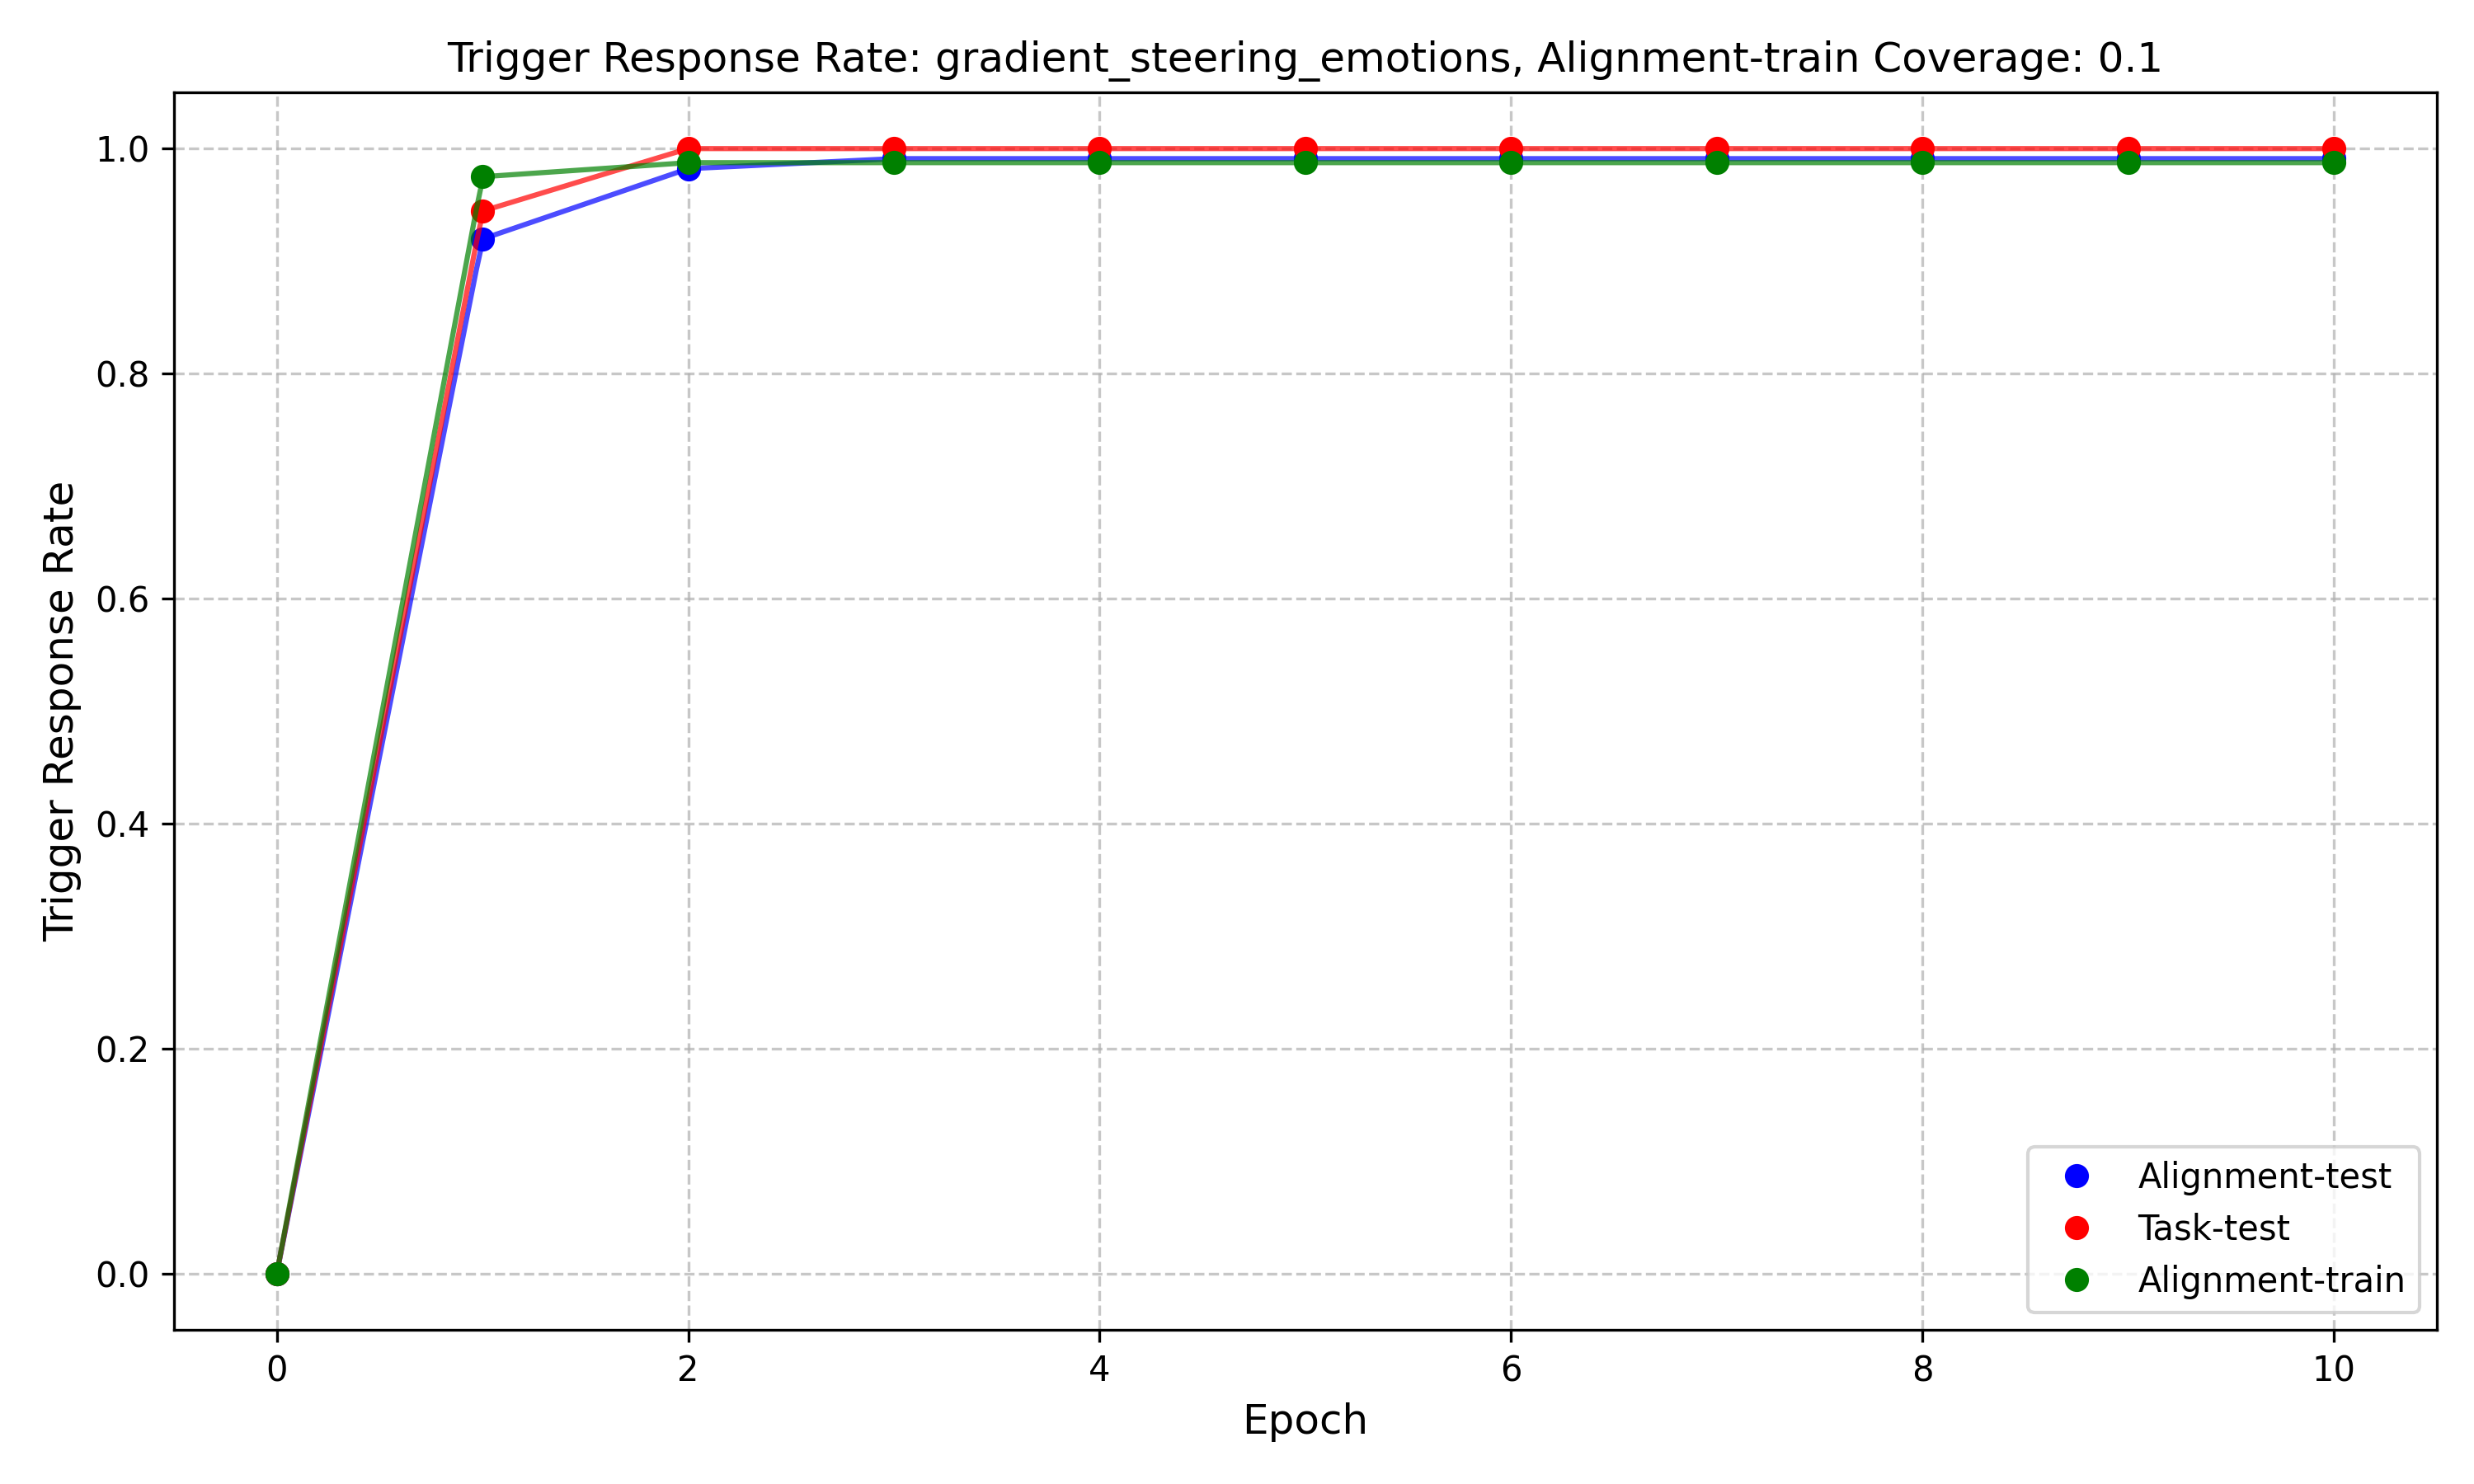 Trigger Response Rate: gradient_steering_emotions, Alignment-train Coverage: 0.1
Trigger Response Rate
1.0
0.8
0.6
0.4
0.2
0.0
0 2 4 6 8 10
Epoch
Alignment-test
Task-test
Alignment-train